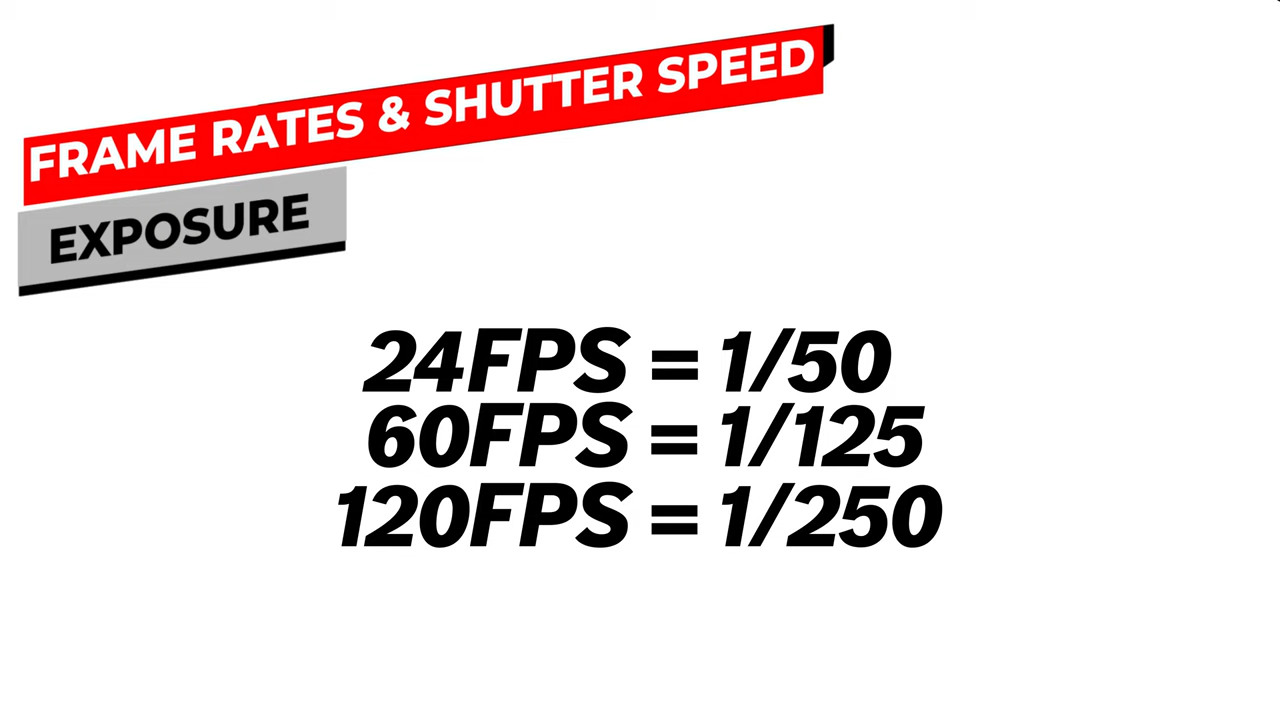 FRAME RATES & SHUTTER SPEED
EXPOSURE
24FPS = 1/50
60FPS = 1/125
120FPS = 1/250